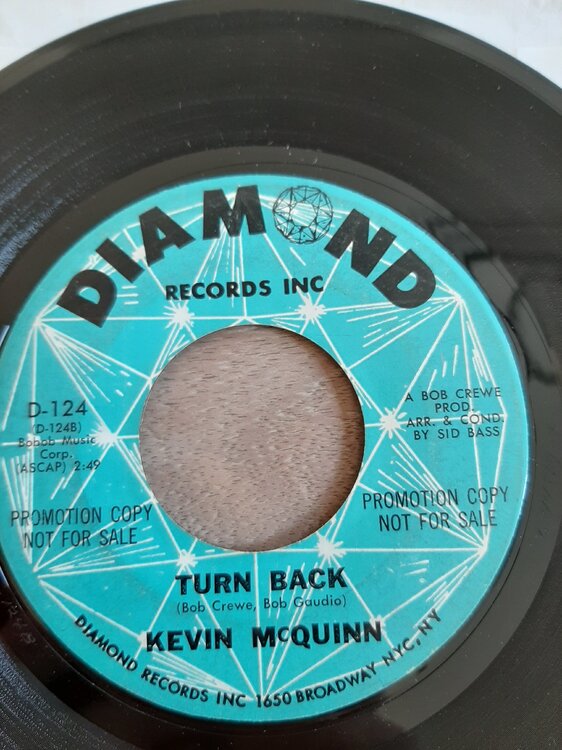 DIAMOND
RECORDS INC
D-124
(D-124B)
Bobob Music
Corp.
(ASCAP) 2:49
A BOB CREWE
PROD.
ARR. & COND.
BY SID BASS
PROMOTION COPY
NOT FOR SALE
PROMOTION COPY
NOT FOR SALE
TURN BACK
(Bob Crewe, Bob Gaudio)
KEVIN McQUINN
DIAMOND RECORDS INC 1650 BROADWAY NYC, NY